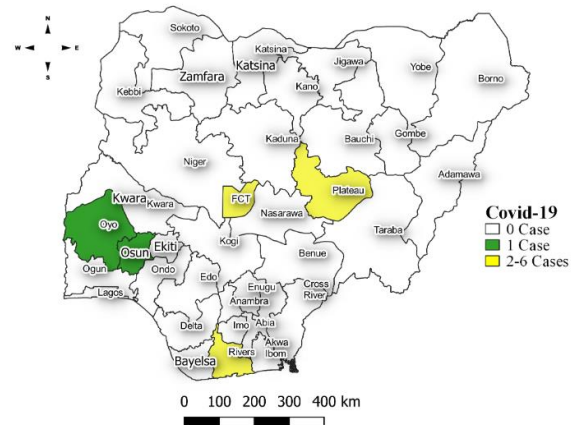 N
W E
S
Sokoto
Katsina
Katsina
Jigawa
Yobe
Borno
Zamfara
Kebbi
Kano
Gombe
Kaduna
Bauchi
Niger
Adamawa
FCT
Plateau
Kwara
Kwara
Nasarawa
Oyo
Taraba
Covid-19
0 Case
1 Case
2-6 Cases
Kogi
Osun
Ekiti
Benue
Ogun
Ondo
Edo
Lagos
Enugu
Anambra
Cross
River
Delta
Imo
Abia
Bayelsa
Rivers
Akwa
Ibom
0 100 200 300 400 km